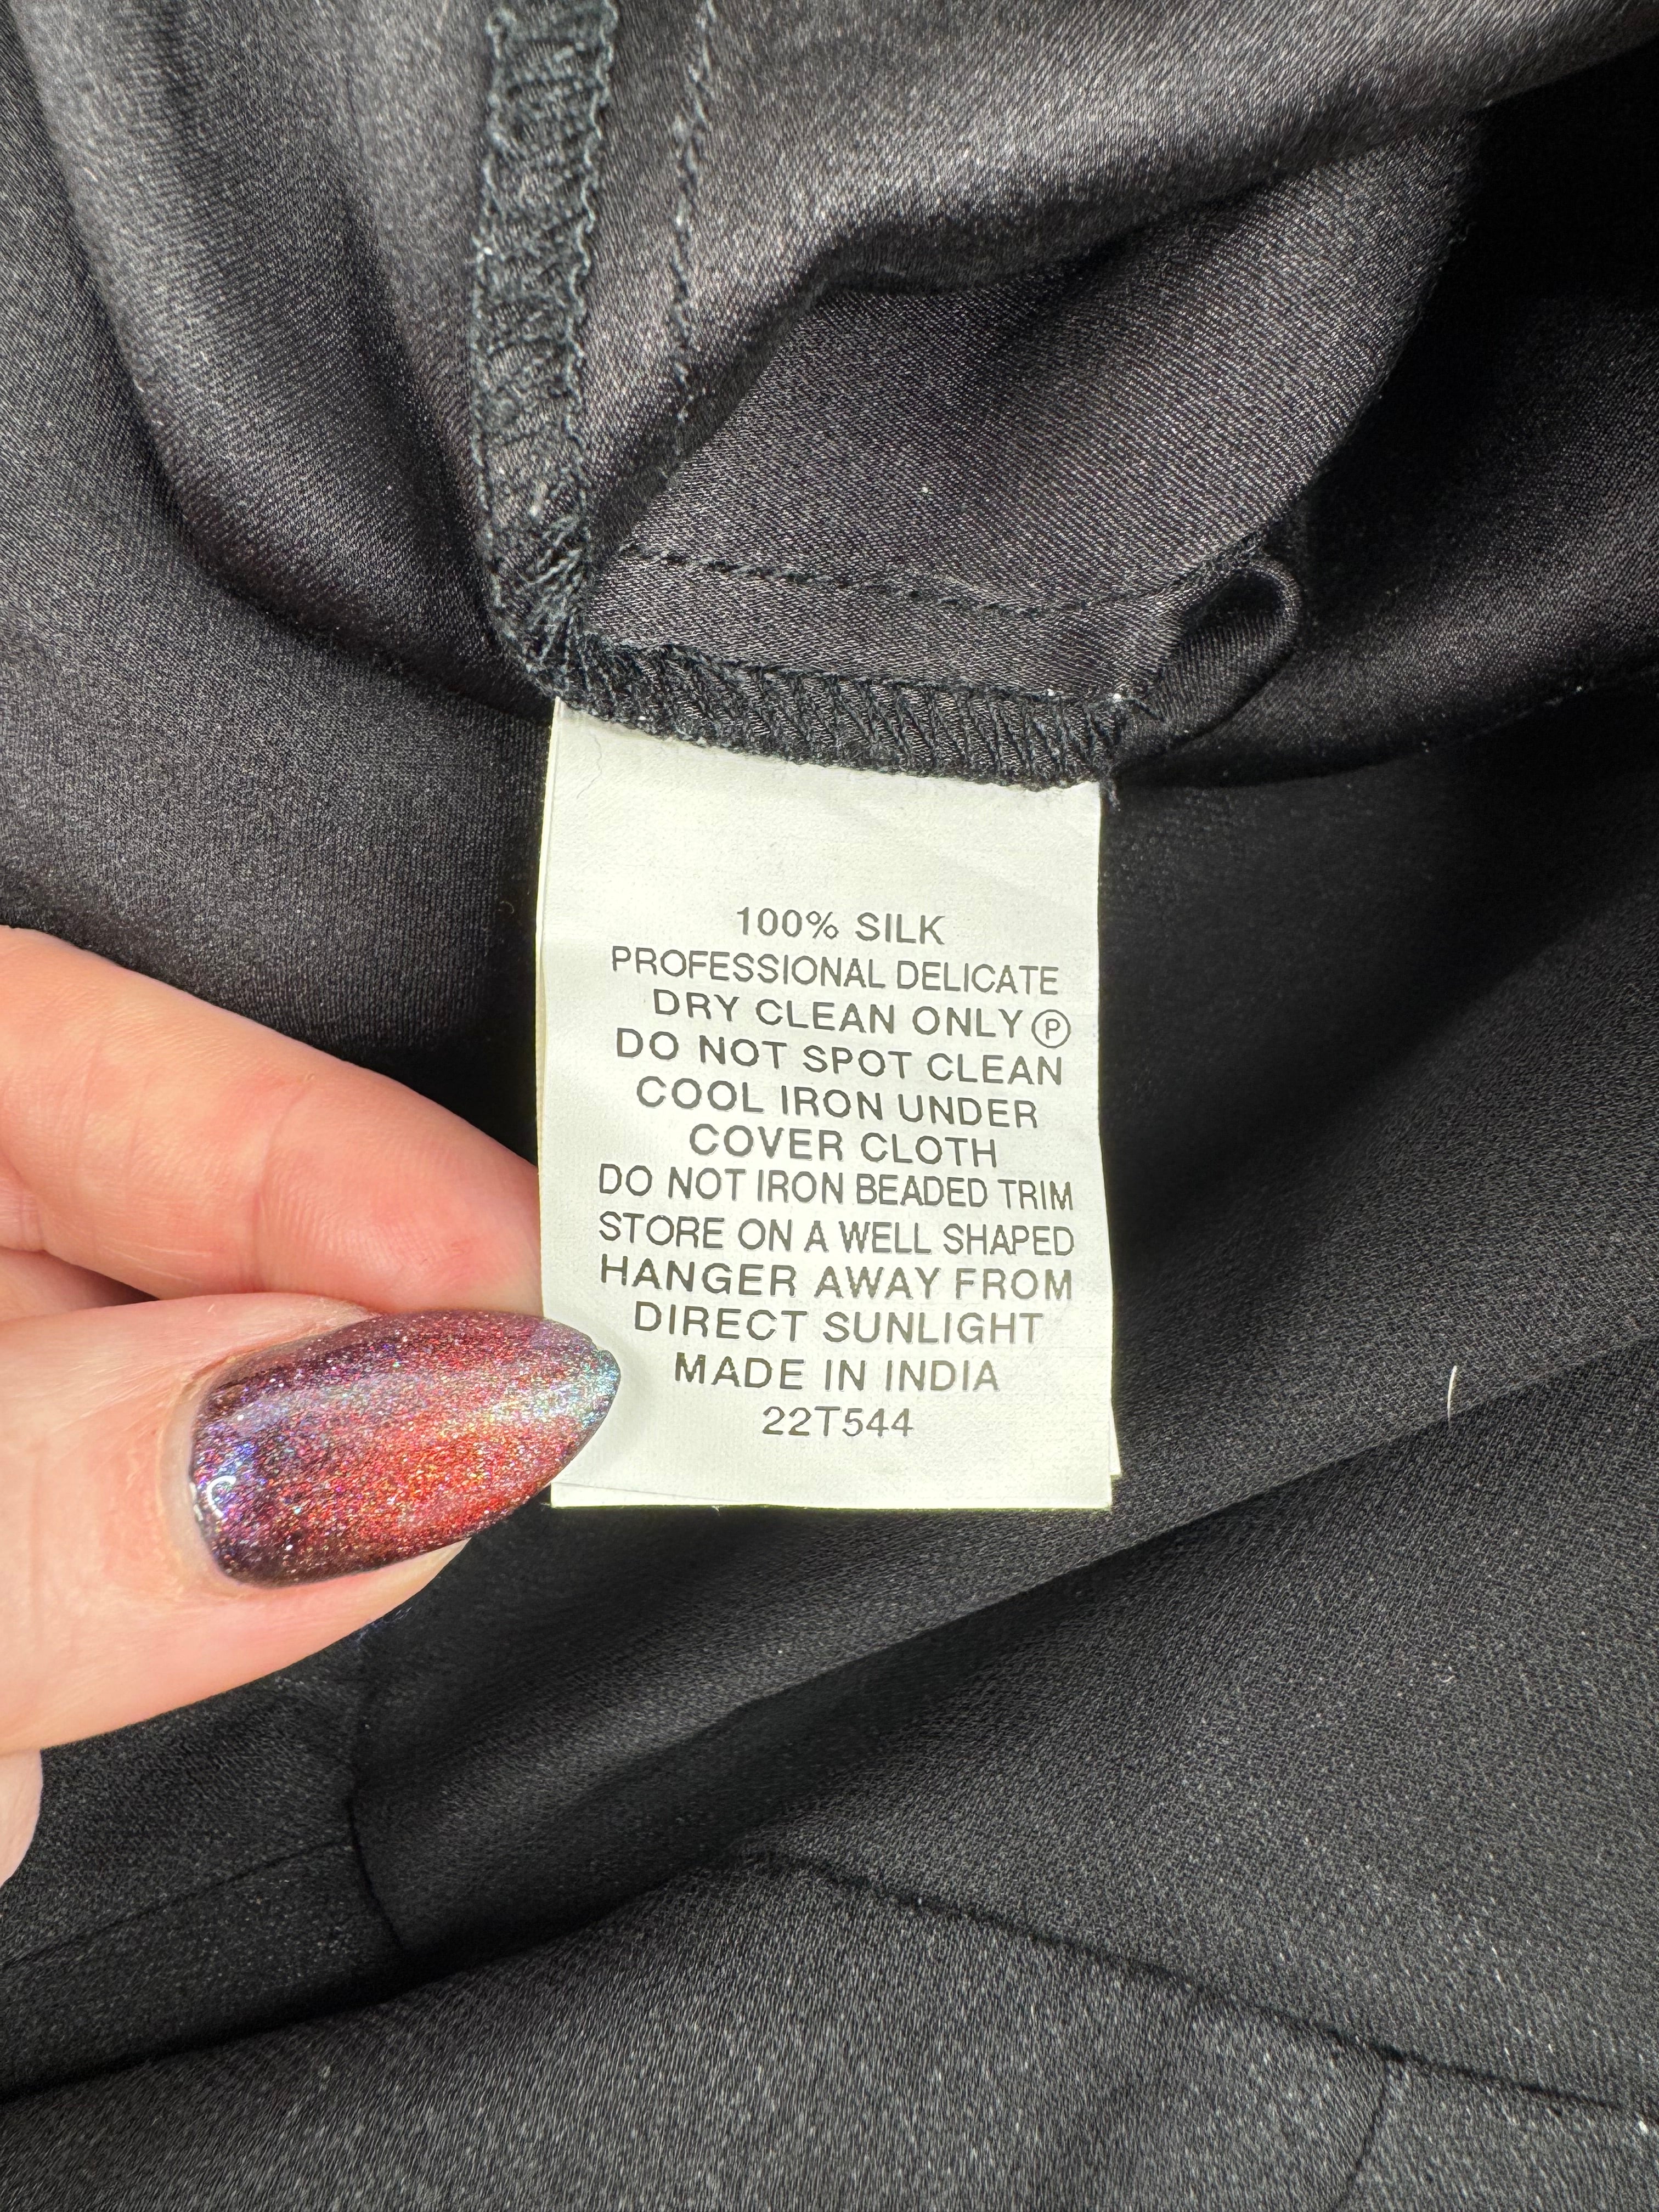 100% SILK
PROFESSIONAL DELICATE
DRY CLEAN ONLY Ⓟ
DO NOT SPOT CLEAN
COOL IRON UNDER
COVER CLOTH
DO NOT IRON BEADED TRIM
STORE ON A WELL SHAPED
HANGER AWAY FROM
DIRECT SUNLIGHT
MADE IN INDIA
22T544